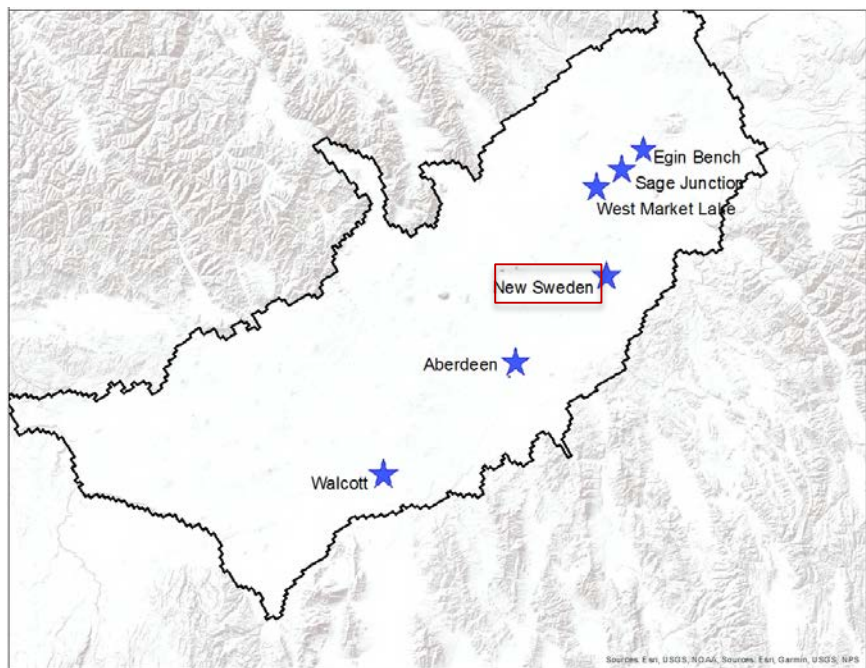 Egin Bench
Sage Junction
West Market Lake
New Sweden
Aberdeen
Walcott
Sources: Esri, USGS, NOAA, Sources: Esri, Garmin, USGS, NPS